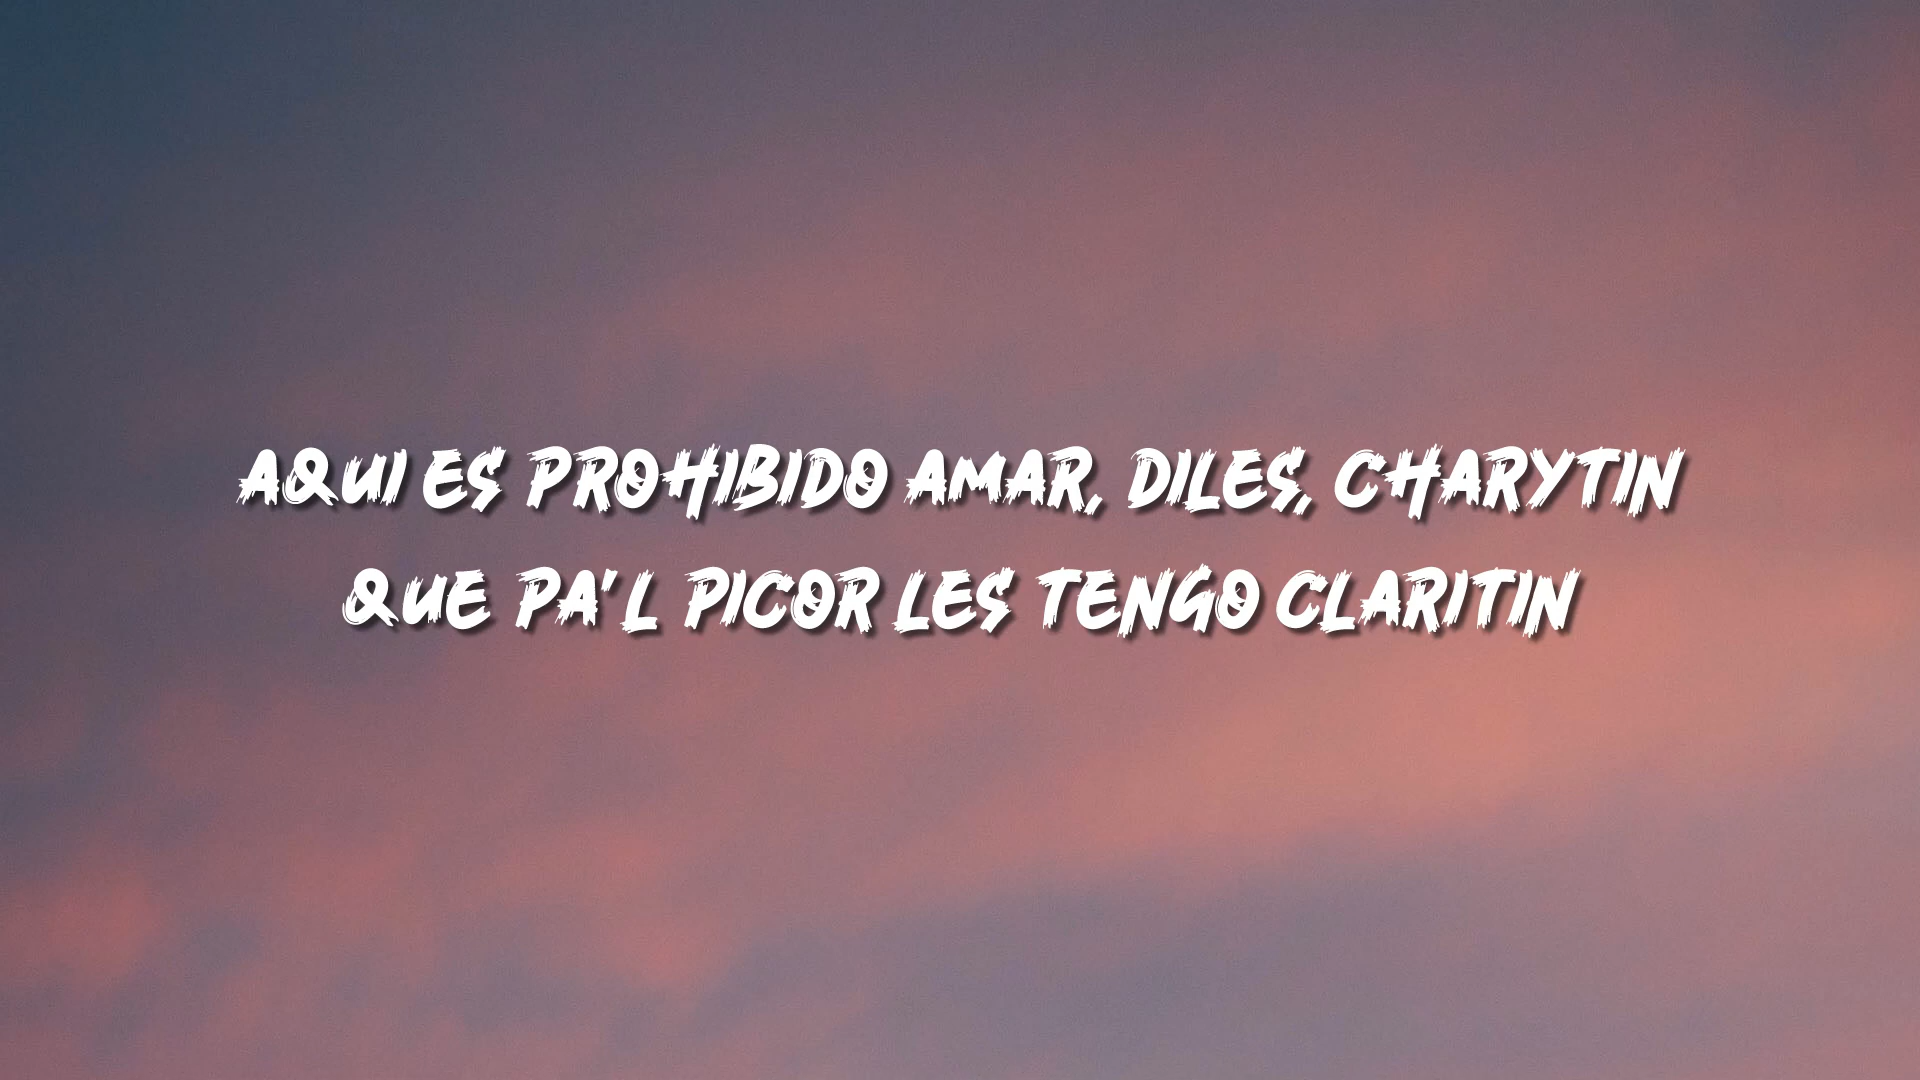 AQUI ES PROHIBIDO AMAR, DILES, CHARYTIN
QUE PA'L PICOR LES TENGO CLARITIN